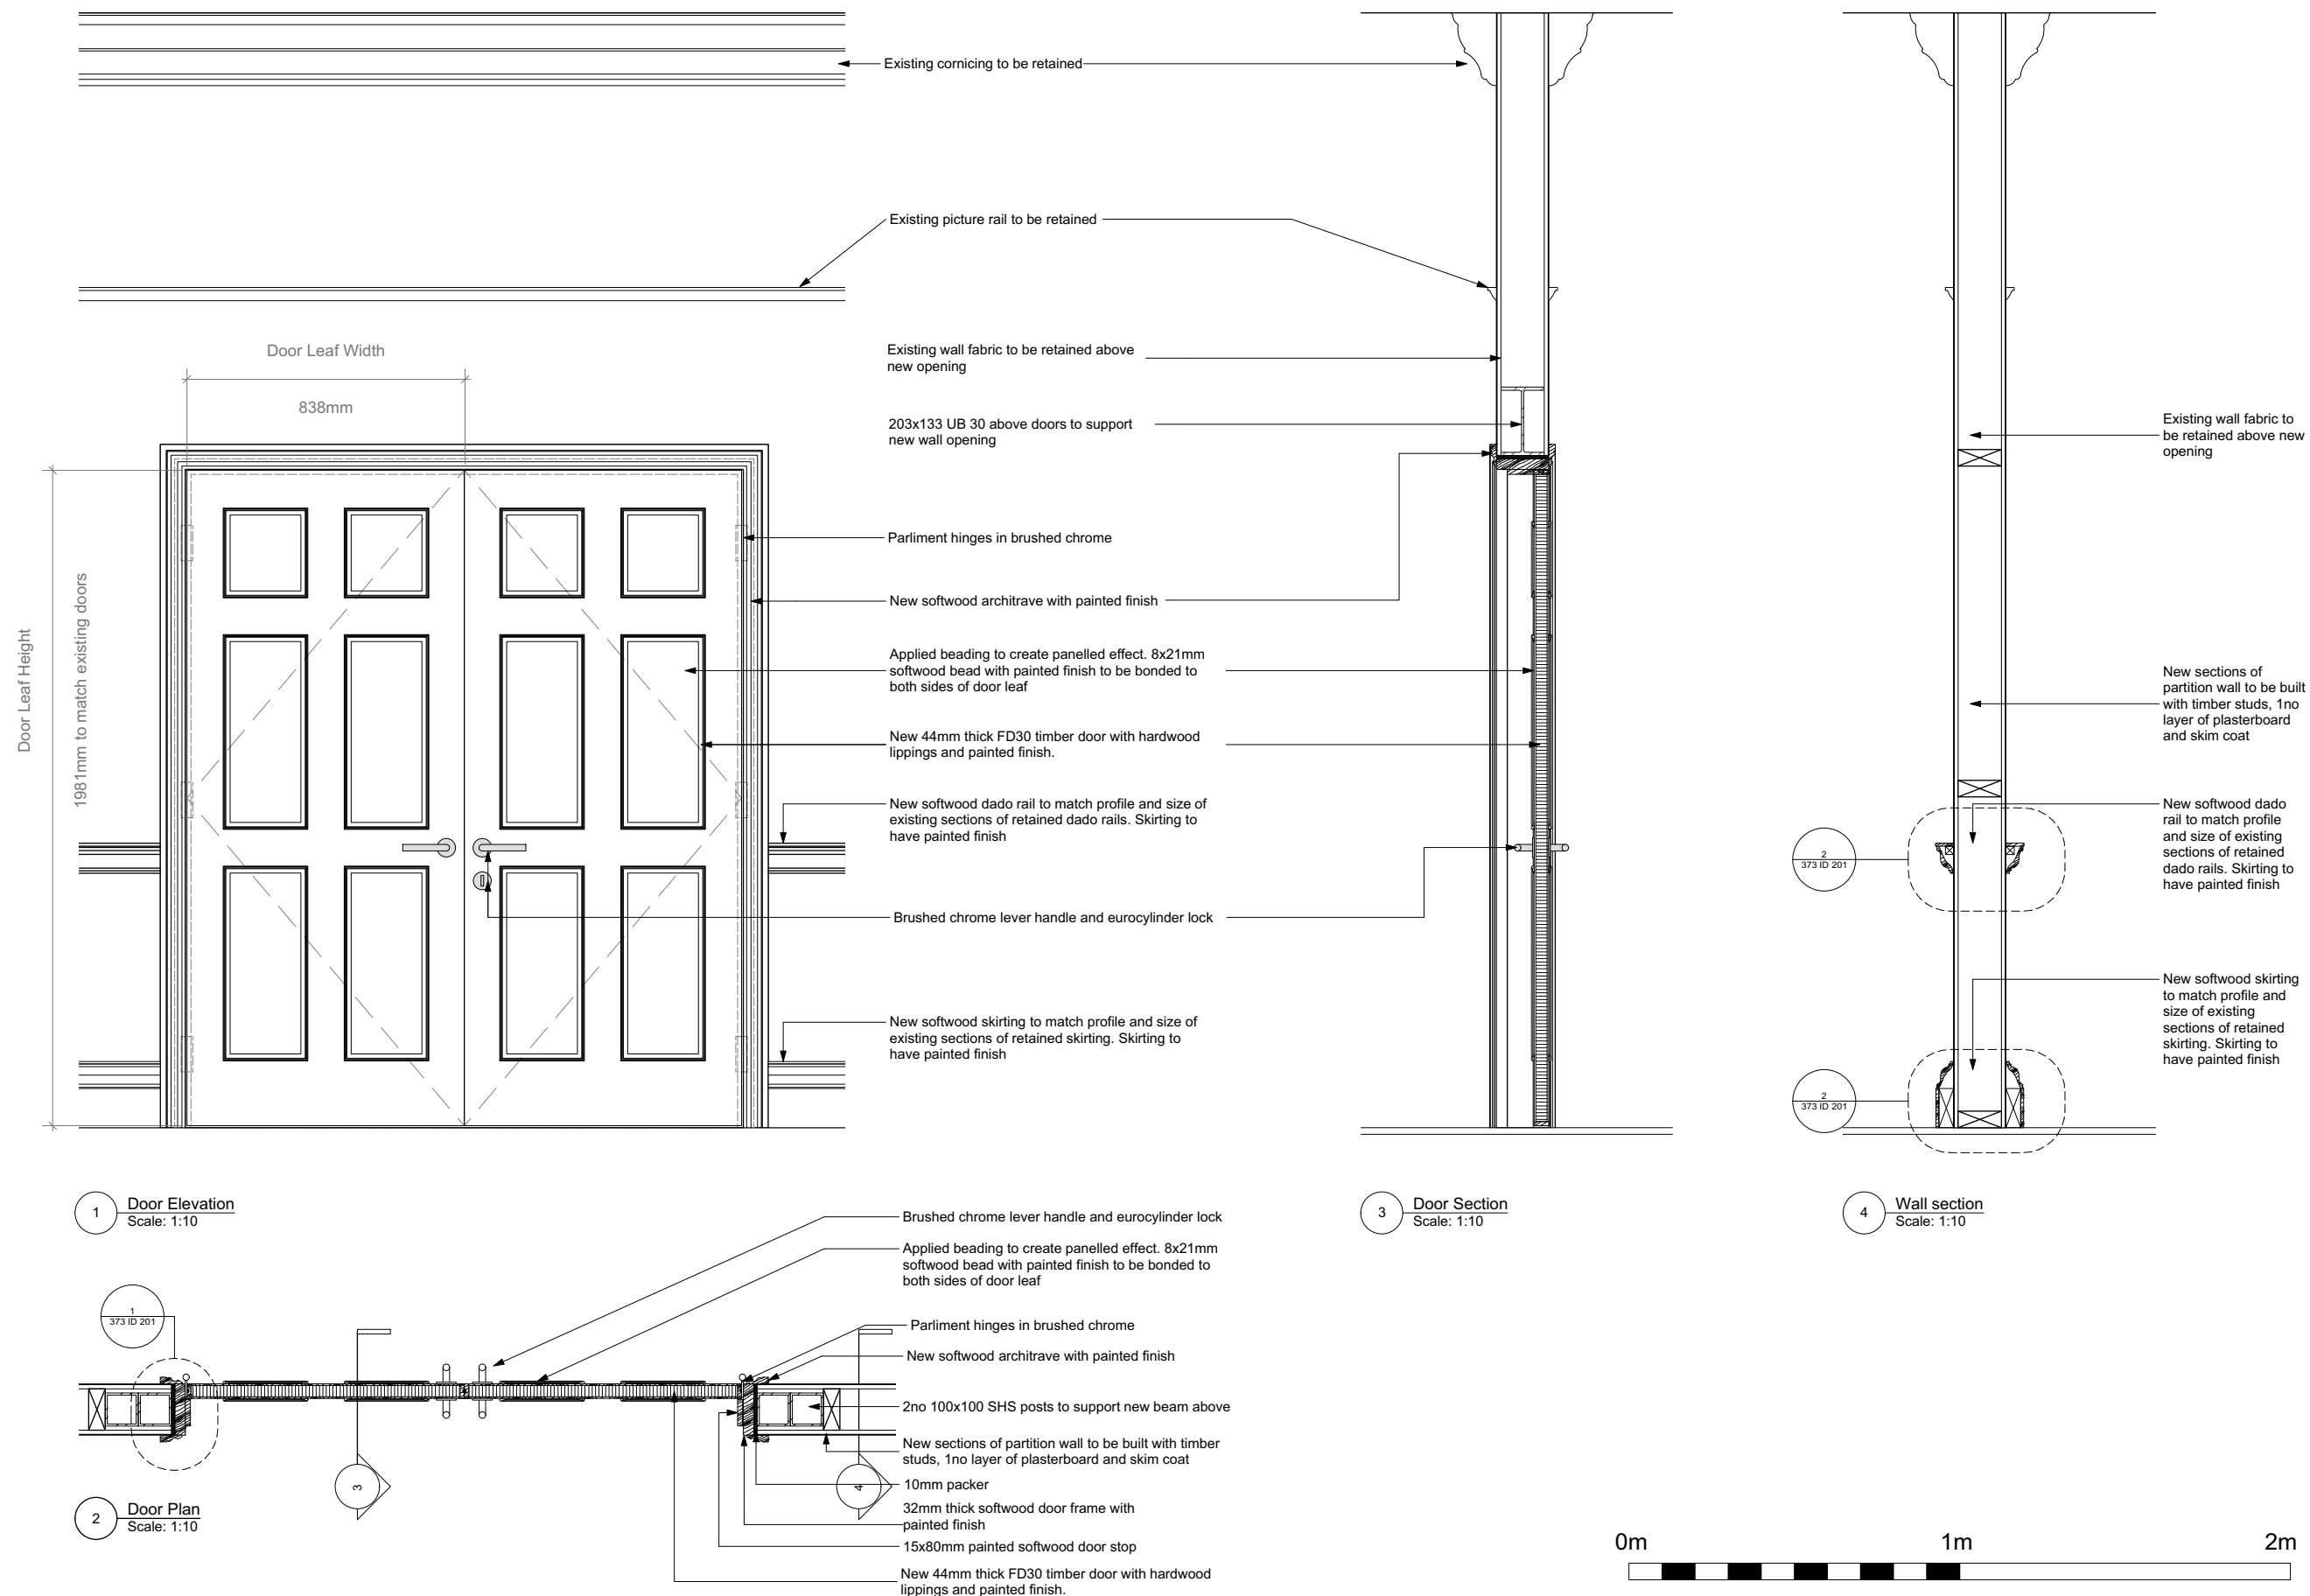 Existing cornicing to be retained
Existing picture rail to be retained
Door Leaf Width
838mm
Door Leaf Height
1981mm to match existing doors
Existing wall fabric to be retained above
new opening
203x133 UB 30 above doors to support
new wall opening
Parliment hinges in brushed chrome
New softwood architrave with painted finish
Applied beading to create panelled effect. 8x21mm
softwood bead with painted finish to be bonded to
both sides of door leaf
New 44mm thick FD30 timber door with hardwood
lippings and painted finish.
New softwood dado rail to match profile and size of
existing sections of retained dado rails. Skirting to
have painted finish
Brushed chrome lever handle and eurocylinder lock
New softwood skirting to match profile and size of
existing sections of retained skirting. Skirting to
have painted finish
Existing wall fabric to
be retained above new
opening
New sections of
partition wall to be built
with timber studs, 1no
layer of plasterboard
and skim coat
2
373 ID 201
New softwood dado
rail to match profile
and size of existing
sections of retained
dado rails. Skirting to
have painted finish
2
373 ID 201
New softwood skirting
to match profile and
size of existing
sections of retained
skirting. Skirting to
have painted finish
1
Door Elevation
Scale: 1:10
3
Door Section
Scale: 1:10
4
Wall section
Scale: 1:10
Brushed chrome lever handle and eurocylinder lock
Applied beading to create panelled effect. 8x21mm
softwood bead with painted finish to be bonded to
both sides of door leaf
1
373 ID 201
Parliment hinges in brushed chrome
New softwood architrave with painted finish
2no 100x100 SHS posts to support new beam above
New sections of partition wall to be built with timber
studs, 1no layer of plasterboard and skim coat
3
4
10mm packer
32mm thick softwood door frame with
painted finish
15x80mm painted softwood door stop
New 44mm thick FD30 timber door with hardwood
lippings and painted finish.
2
Door Plan
Scale: 1:10
0m
1m
2m